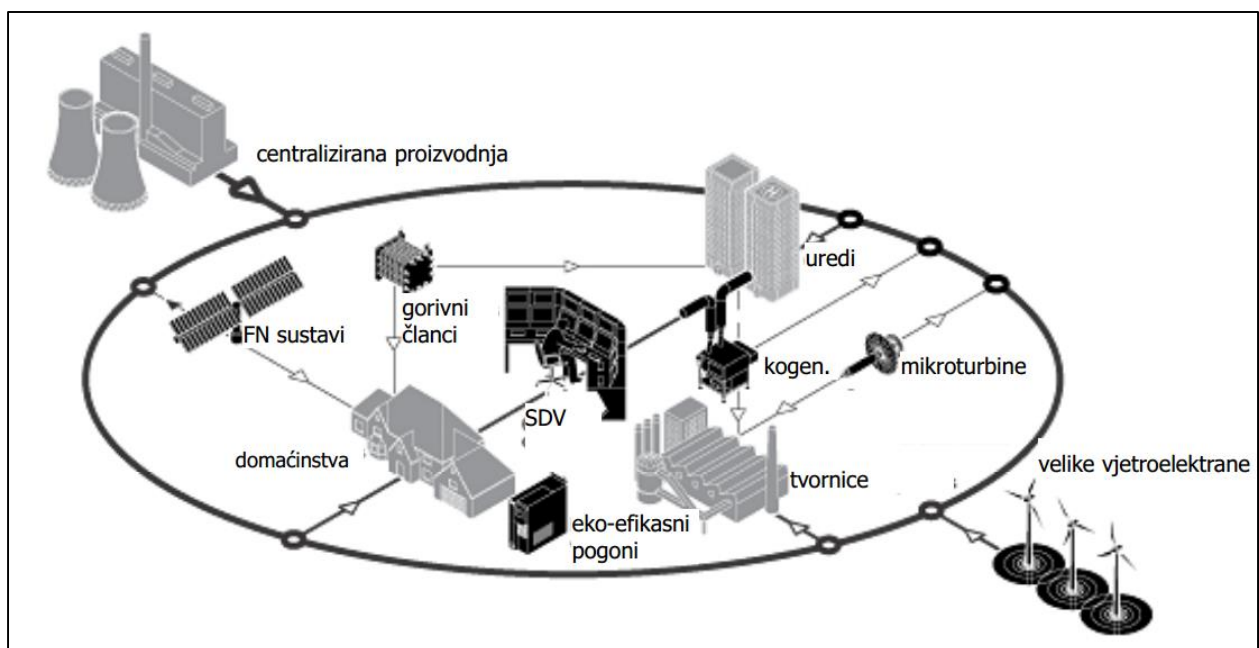 centralizirana proizvodnja
uredi
FN sustavi
gorivni
članci
kogen.
mikroturbine
SDV
domaćinstva
tvornice
velike vjetroelektrane
eko-efikasni
pogoni
H